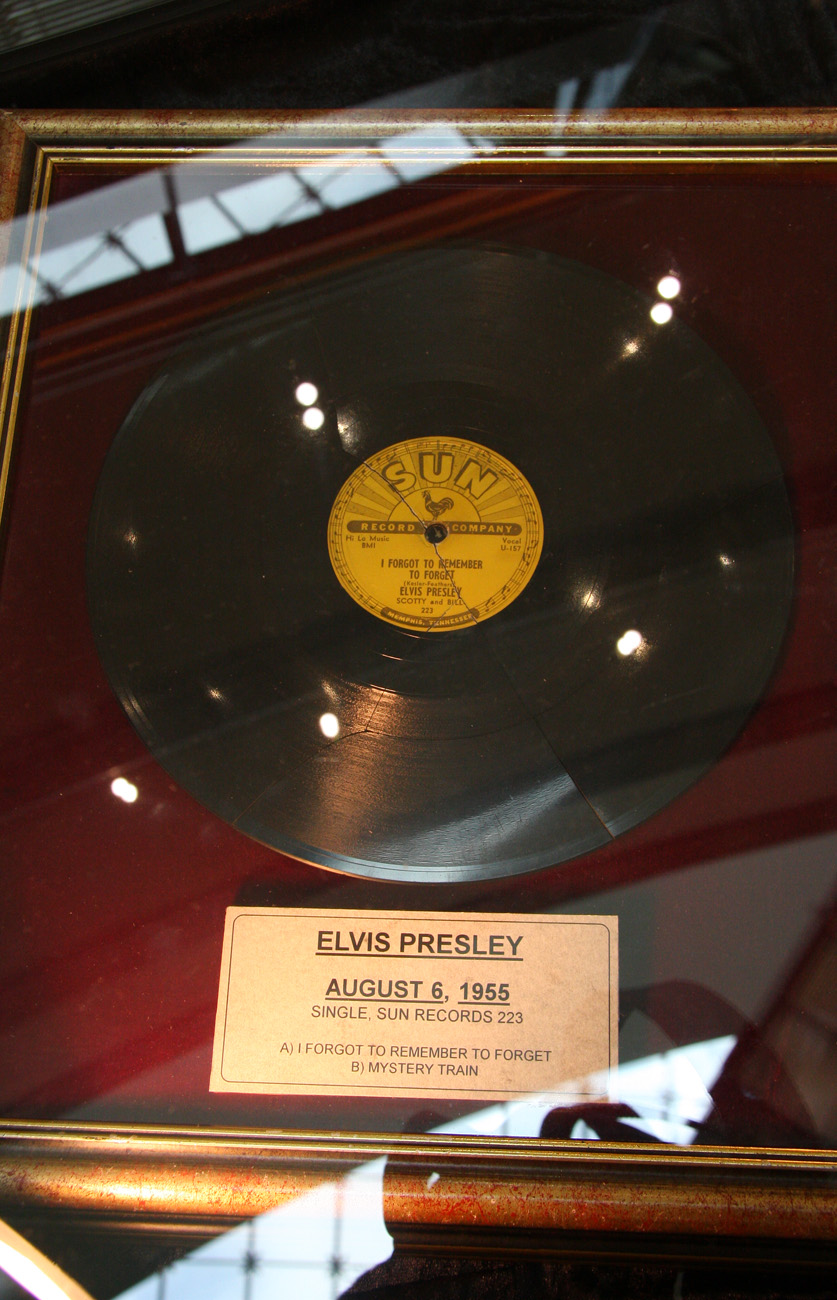 SUN
RECORD COMPANY
Hi Lo Music Vocal
BMI U-157
I FORGOT TO REMEMBER
TO FORGET
(Kesler-Feathers)
ELVIS PRESLEY
SCOTTY and BILL
223
MEMPHIS, TENNESSEE
ELVIS PRESLEY
AUGUST 6, 1955
SINGLE, SUN RECORDS 223
A) I FORGOT TO REMEMBER TO FORGET
B) MYSTERY TRAIN